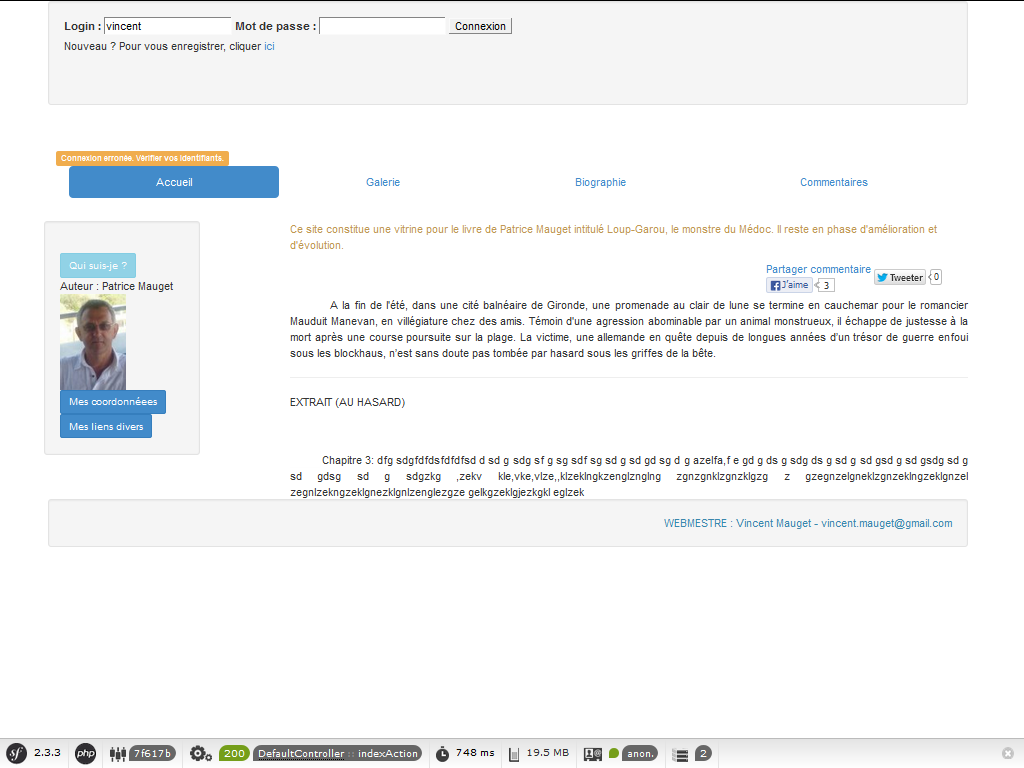 Login : vincent Mot de passe : Connexion
Nouveau ? Pour vous enregistrer, cliquer ici
Connexion erronée. Vérifier vos identifiants.
Accueil Galerie Biographie Commentaires
Qui suis-je ?
Auteur : Patrice Mauget
Mes coordonnéees
Mes liens divers
Ce site constitue une vitrine pour le livre de Patrice Mauget intitulé Loup-Garou, le monstre du Médoc. Il reste en phase d'amélioration et
d'évolution.
Partager commentaire Tweeter 0
J'aime 3
A la fin de l'été, dans une cité balnéaire de Gironde, une promenade au clair de lune se termine en cauchemar pour le romancier
Mauduit Manevan, en villégiature chez des amis. Témoin d'une agression abominable par un animal monstrueux, il échappe de justesse à la
mort après une course poursuite sur la plage. La victime, une allemande en quête depuis de longues années d'un trésor de guerre enfoui
sous les blockhaus, n'est sans doute pas tombée par hasard sous les griffes de la bête.
EXTRAIT (AU HASARD)
Chapitre 3: dfg sdgfdfdsfdfdfsd d sd g sdg sf g sg sdf sg sd g sd gd sg d g azelfa,f e gd g ds g sdg ds g sd g sd gsd g sd gsdg sd g
sd gdsg sd g sdgzkg ,zekv kle,vke,vlze,,klzeklngkzenglznglng zgnzgnklzgnzklgzg z gzegnzelgneklzgnzeklngzeklgnzel
zegnlzekngzeklgnezklgnlzenglezgze gelkgzeklgjezkgkl eglzek
WEBMESTRE : Vincent Mauget - vincent.mauget@gmail.com
sf 2.3.3 php 7f617b 200 DefaultController :: indexAction 748 ms 19.5 MB anon. 2